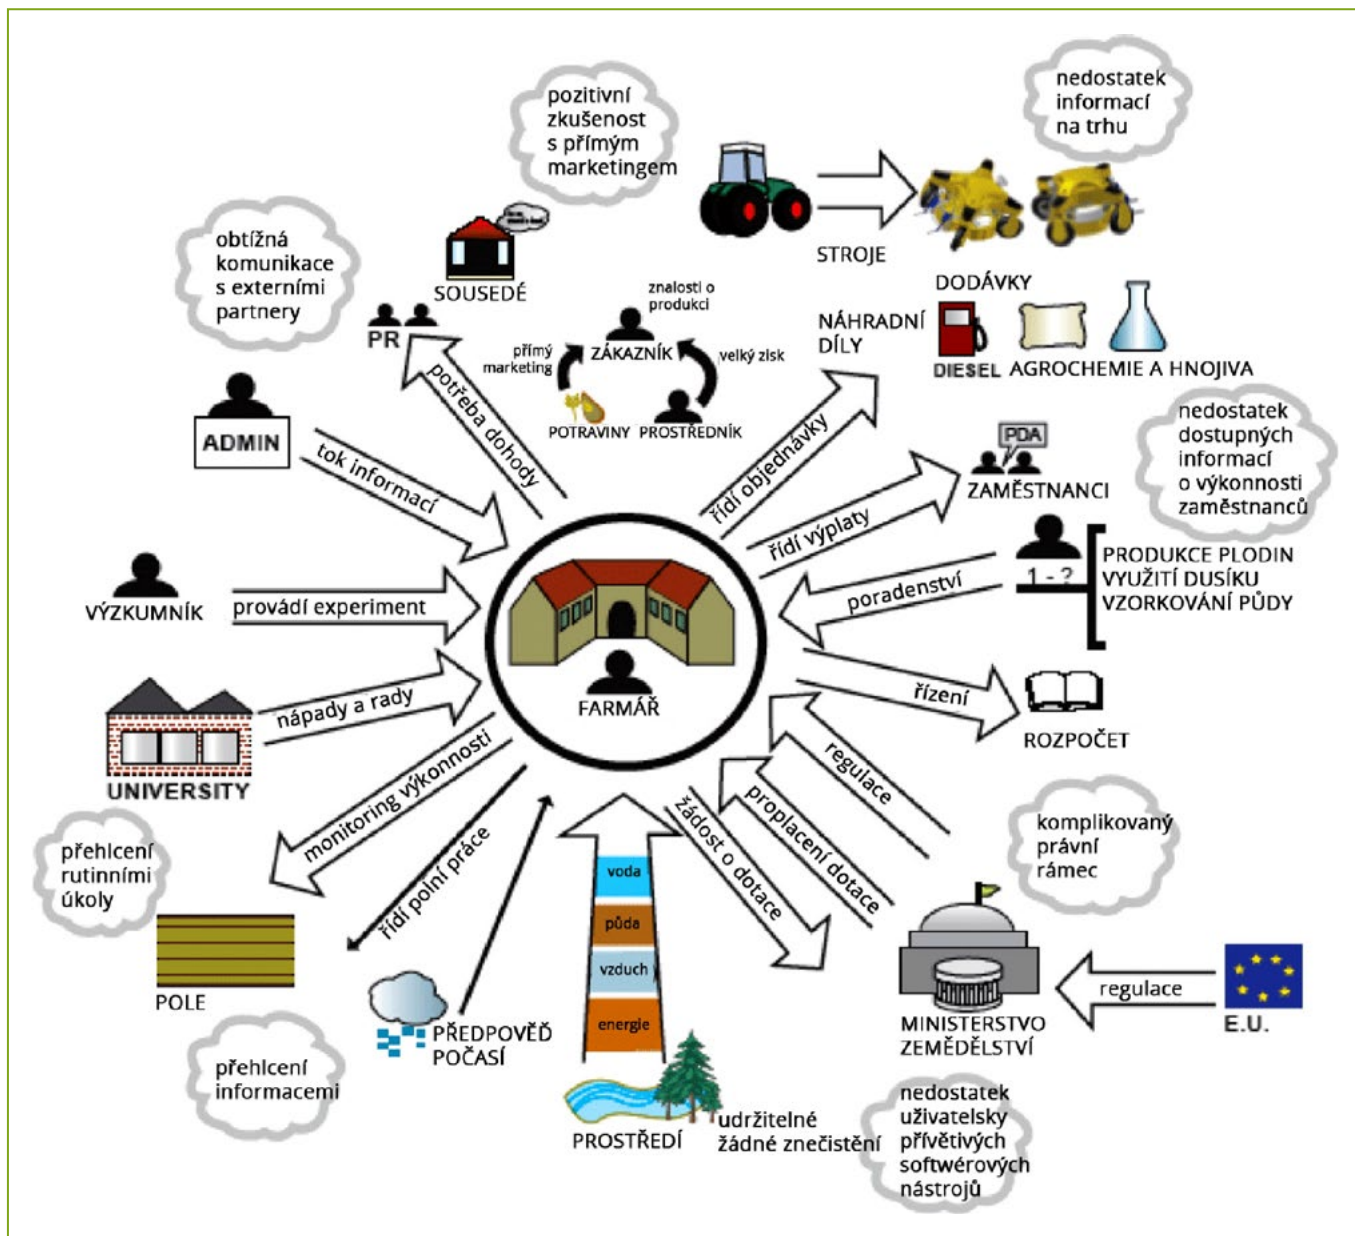 nedostatek
informací
na trhu
pozitivní
zkušenost
s přímým
marketingem
STROJE
obtížná
komunikace
s externími
partnery
SOUSEDÉ
PR
znalosti o
produkci
ZÁKAZNÍK
přímý
marketing
velký zisk
POTRAVINY
PROSTŘEDNÍK
DODÁVKY
NÁHRADNÍ
DÍLY
DIESEL
AGROCHEMIE A HNOJIVA
ADMIN
tok informací
potřeba dohody
řídí objednávky
řídí výplaty
PDA
ZAMĚSTNANCI
nedostatek
dostupných
informací
o výkonnosti
zaměstnanců
VÝZKUMNÍK
provádí experiment
poradenství
1 - ?
PRODUKCE PLODIN
VYUŽITÍ DUSÍKU
VZORKOVÁNÍ PŮDY
FARMÁŘ
UNIVERSITY
nápady a rady
řízení
ROZPOČET
monitoring výkonnosti
řídí polní práce
přehlcení
rutinními
úkoly
POLE
přehlcení
informacemi
PŘEDPOVĚĎ
POČASÍ
voda
půda
vzduch
energie
PROSTŘEDÍ
udržitelné
žádné znečistění
žádost o dotace
proplacení dotace
regulace
komplikovaný
právní
rámec
MINISTERSTVO
ZEMĚDĚLSTVÍ
regulace
E.U.
nedostatek
uživatelsky
přívětivých
softwérových
nástrojů